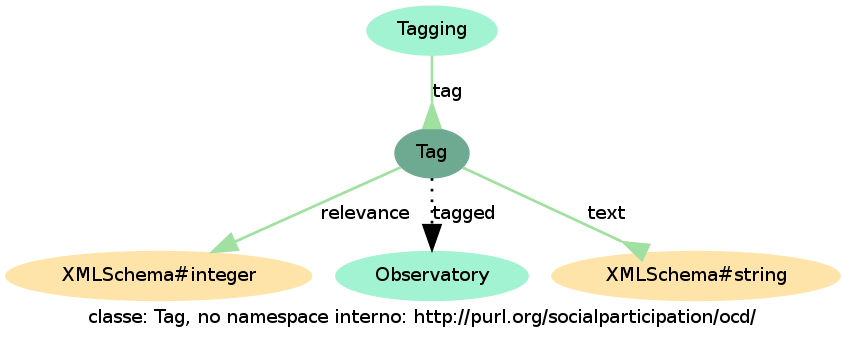 Tagging
tag
Tag
relevance
tagged
text
XMLSchema#integer
Observatory
XMLSchema#string
classe: Tag, no namespace interno: http://purl.org/socialparticipation/ocd/